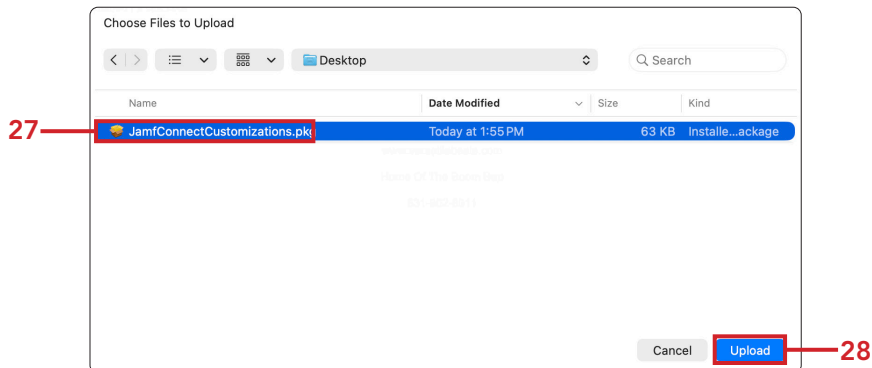 Choose Files to Upload
Desktop
Search
Name Date Modified Size Kind
27
JamfConnectCustomizations.pkg Today at 1:55 PM 63 KB Installe...ackage
Cancel Upload
28